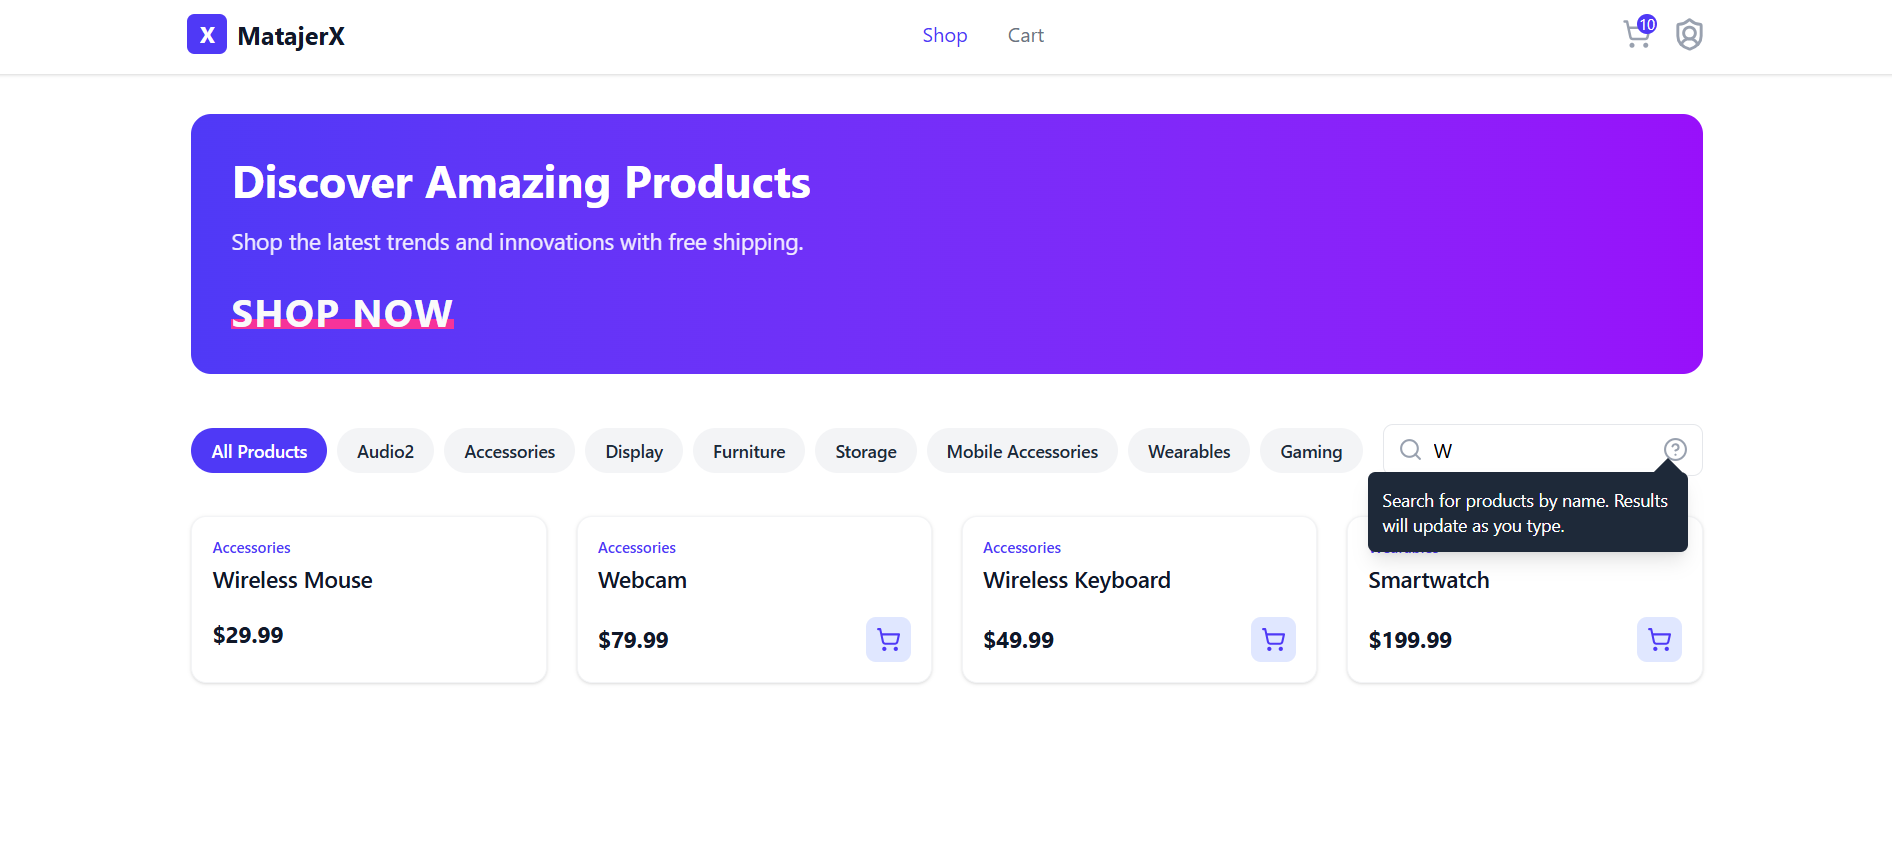 X MatajerX
Shop
Cart
10
Discover Amazing Products
Shop the latest trends and innovations with free shipping.
SHOP NOW
All Products
Audio2
Accessories
Display
Furniture
Storage
Mobile Accessories
Wearables
Gaming
W
?
Search for products by name. Results
will update as you type.
Accessories
Wireless Mouse
$29.99
Accessories
Webcam
$79.99
Accessories
Wireless Keyboard
$49.99
Smartwatch
$199.99